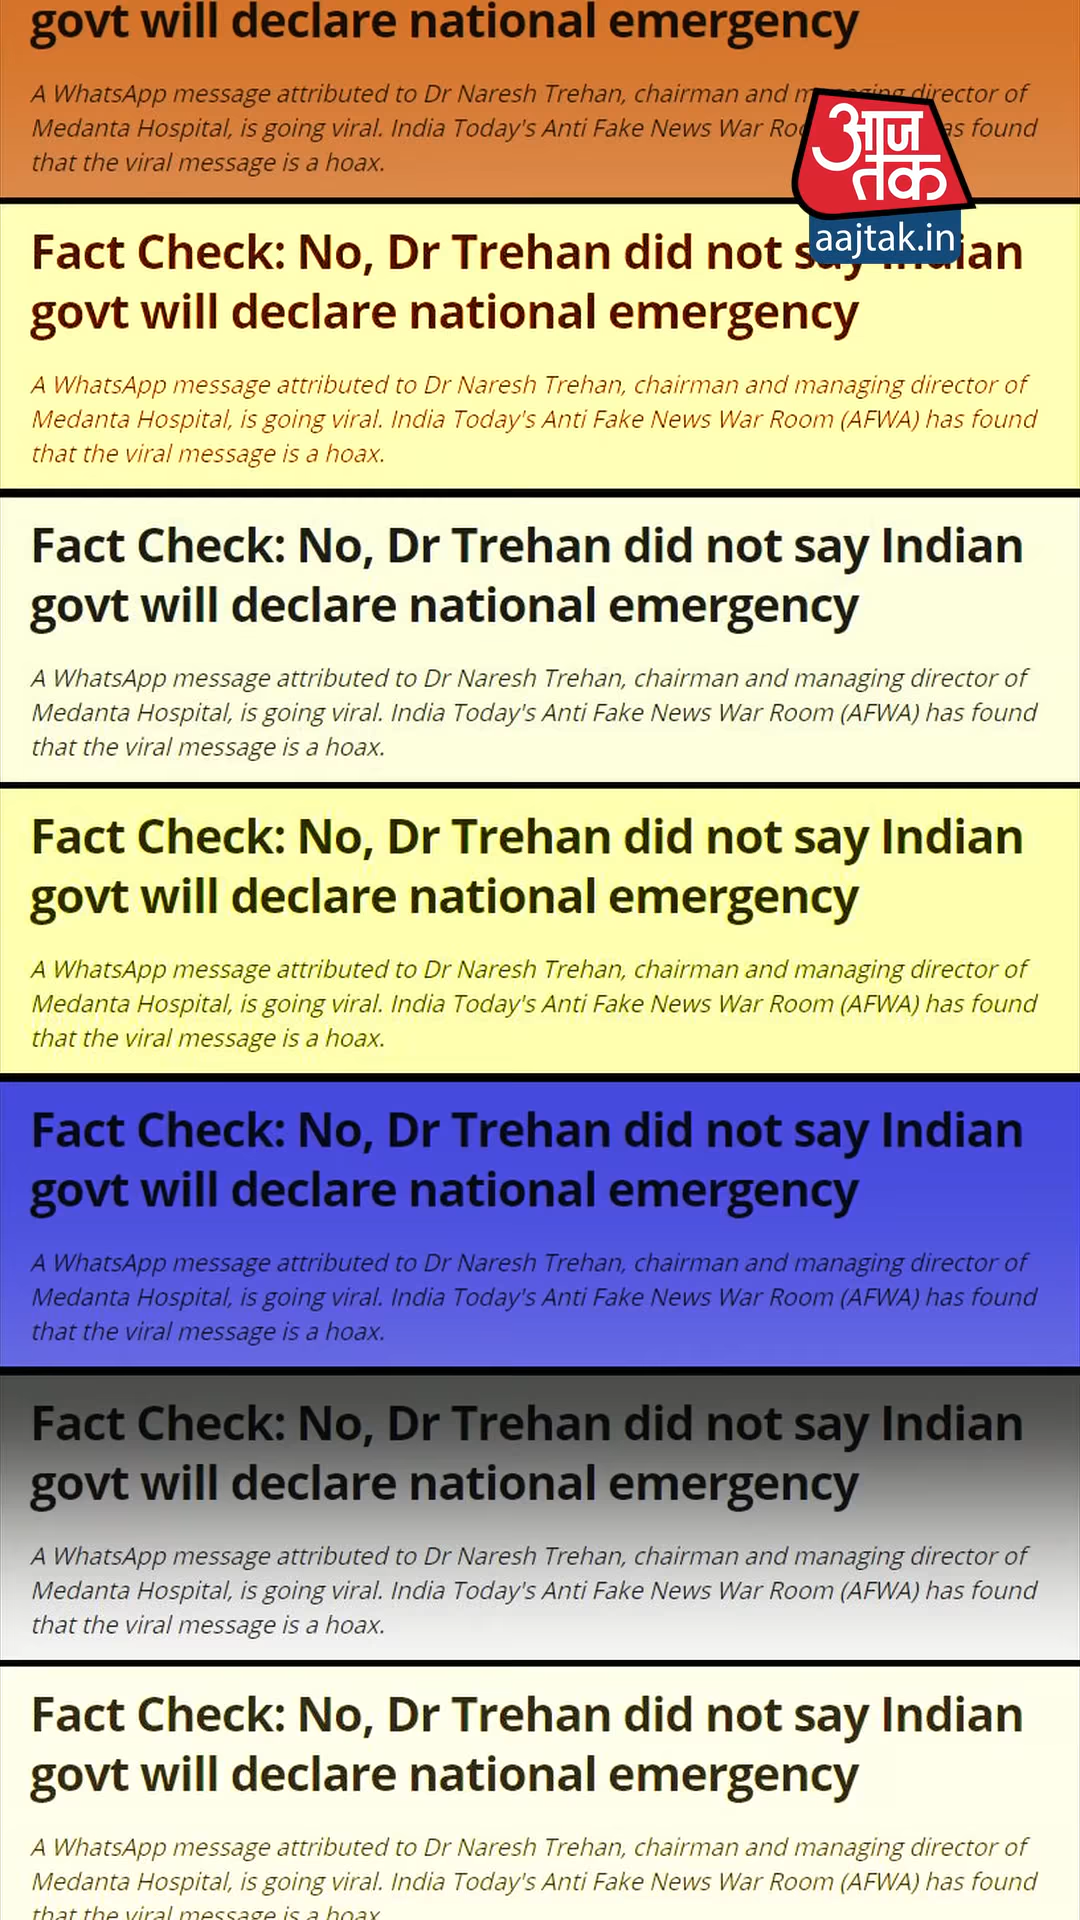 govt will declare national emergency
A WhatsApp message attributed to Dr Naresh Trehan, chairman and managing director of
Medanta Hospital, is going viral. India Today's Anti Fake News War as found
that the viral message is a hoax.
आज
तक
aajtak.in
Fact Check: No, Dr Trehan did not say Indian
govt will declare national emergency
A WhatsApp message attributed to Dr Naresh Trehan, chairman and managing director of
Medanta Hospital, is going viral. India Today's Anti Fake News War Room (AFWA) has found
that the viral message is a hoax.
Fact Check: No, Dr Trehan did not say Indian
govt will declare national emergency
A WhatsApp message attributed to Dr Naresh Trehan, chairman and managing director of
Medanta Hospital, is going viral. India Today's Anti Fake News War Room (AFWA) has found
that the viral message is a hoax.
Fact Check: No, Dr Trehan did not say Indian
govt will declare national emergency
A WhatsApp message attributed to Dr Naresh Trehan, chairman and managing director of
Medanta Hospital, is going viral. India Today's Anti Fake News War Room (AFWA) has found
that the viral message is a hoax.
Fact Check: No, Dr Trehan did not say Indian
govt will declare national emergency
A WhatsApp message attributed to Dr Naresh Trehan, chairman and managing director of
Medanta Hospital, is going viral. India Today's Anti Fake News War Room (AFWA) has found
that the viral message is a hoax.
Fact Check: No, Dr Trehan did not say Indian
govt will declare national emergency
A WhatsApp message attributed to Dr Naresh Trehan, chairman and managing director of
Medanta Hospital, is going viral. India Today's Anti Fake News War Room (AFWA) has found
that the viral message is a hoax.
Fact Check: No, Dr Trehan did not say Indian
govt will declare national emergency
A WhatsApp message attributed to Dr Naresh Trehan, chairman and managing director of
Medanta Hospital, is going viral. India Today's Anti Fake News War Room (AFWA) has found
that the viral message is a hoax.